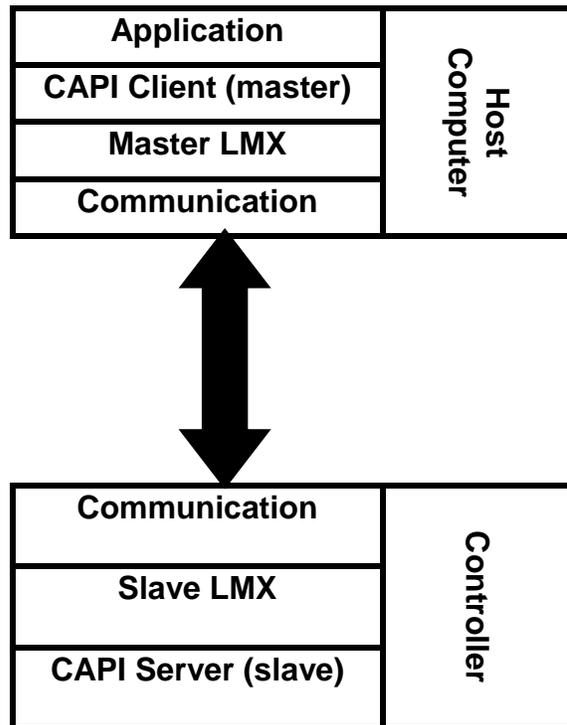 Application
CAPI Client (master)
Master LMX
Communication
Host
Computer
Communication
Slave LMX
CAPI Server (slave)
Controller